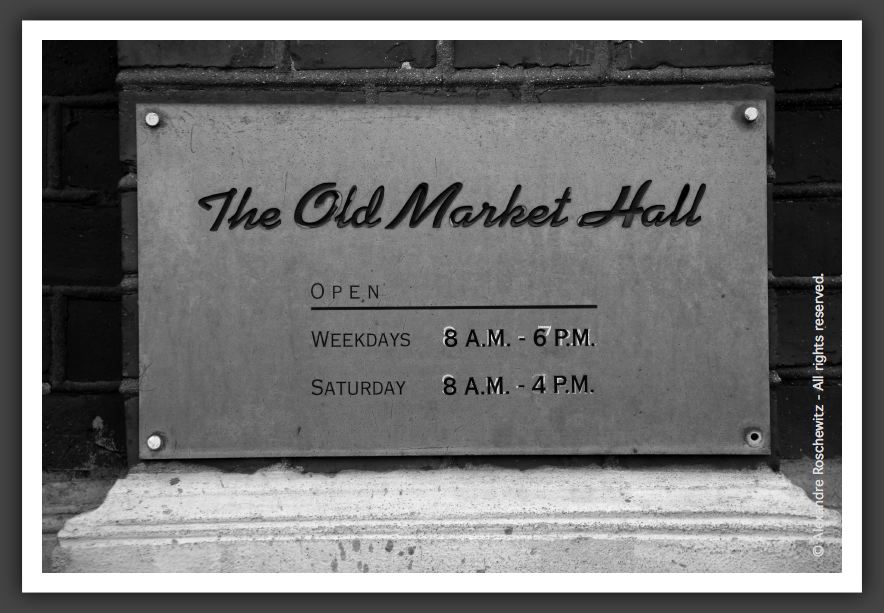 The Old Market Hall
OPEN
WEEKDAYS 8 A.M. - 6 P.M.
SATURDAY 8 A.M. - 4 P.M.
© Alexandre Roschewitz - All rights reserved.